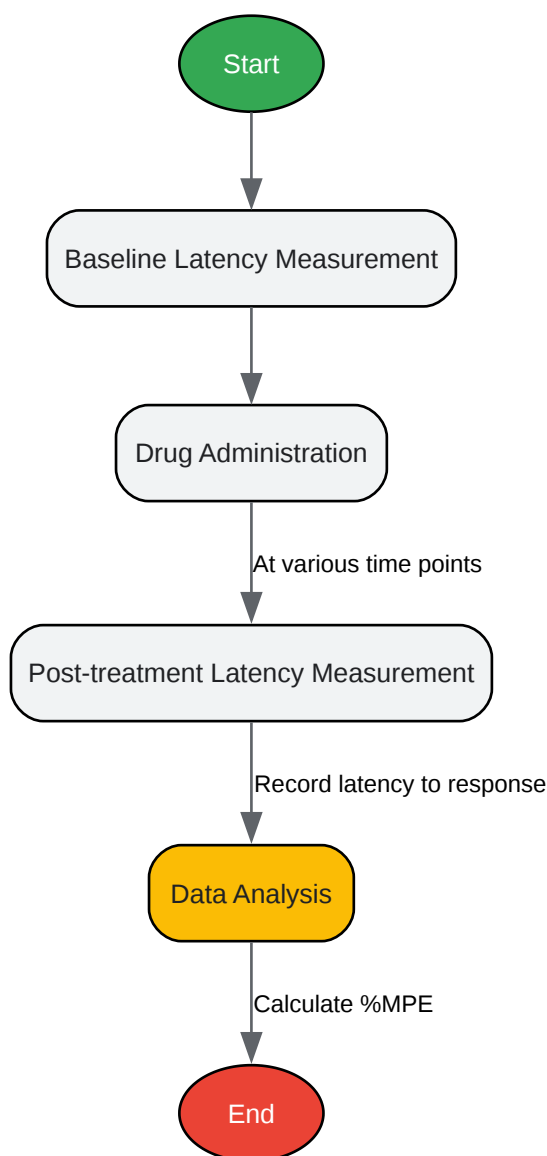 Start
Baseline Latency Measurement
Drug Administration
At various time points
Post-treatment Latency Measurement
Record latency to response
Data Analysis
Calculate %MPE
End